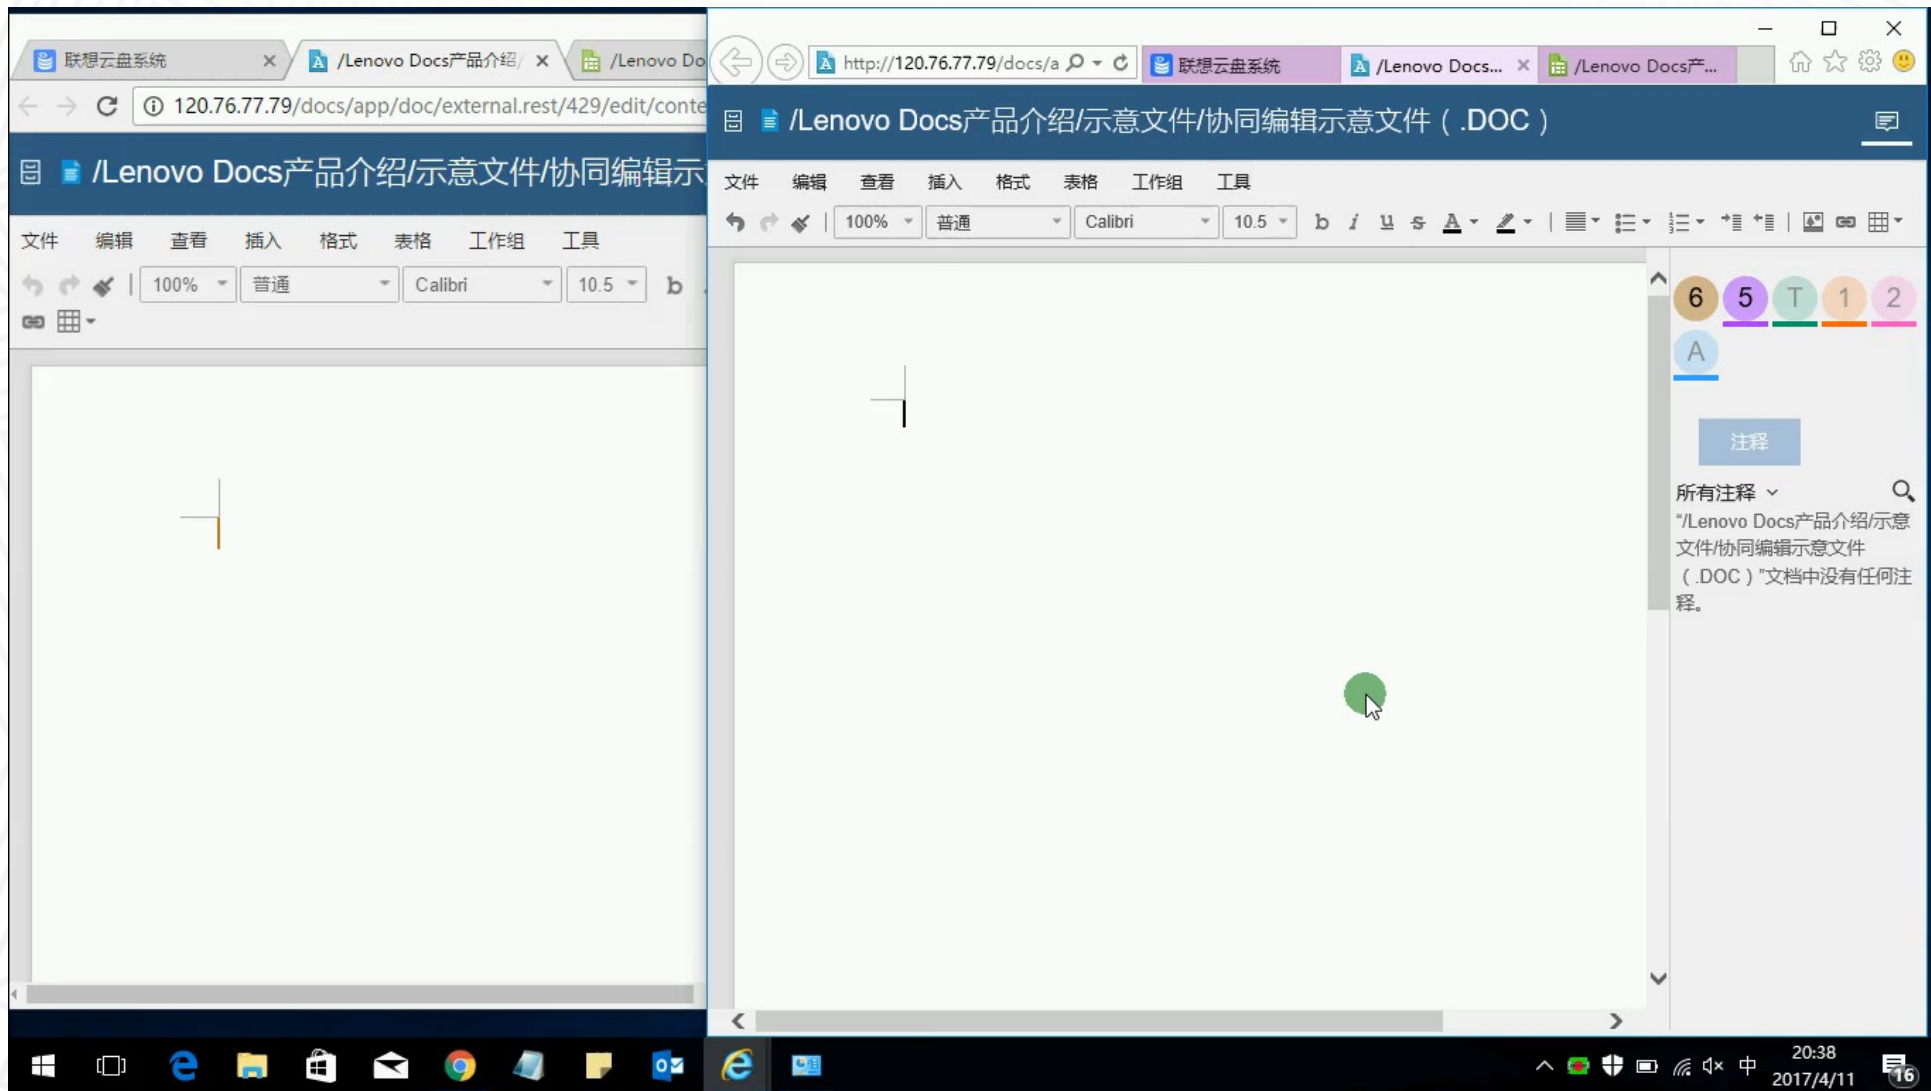 联想云盘系统
/Lenovo Docs产品介绍/
/Lenovo Do
120.76.77.79/docs/app/doc/external.rest/429/edit/conte
/Lenovo Docs产品介绍/示意文件/协同编辑示
文件 编辑 查看 插入 格式 表格 工作组 工具
100% 普通 Calibri 10.5 b
http://120.76.77.79/docs/a
联想云盘系统
/Lenovo Docs...
/Lenovo Docs产...
/Lenovo Docs产品介绍/示意文件/协同编辑示意文件（.DOC）
文件 编辑 查看 插入 格式 表格 工作组 工具
100% 普通 Calibri 10.5 b i u s A
6 5 T 1 2
A
注释
所有注释
“/Lenovo Docs产品介绍/示意
文件/协同编辑示意文件
（.DOC）”文档中没有任何注
释。
中
20:38
2017/4/11
16